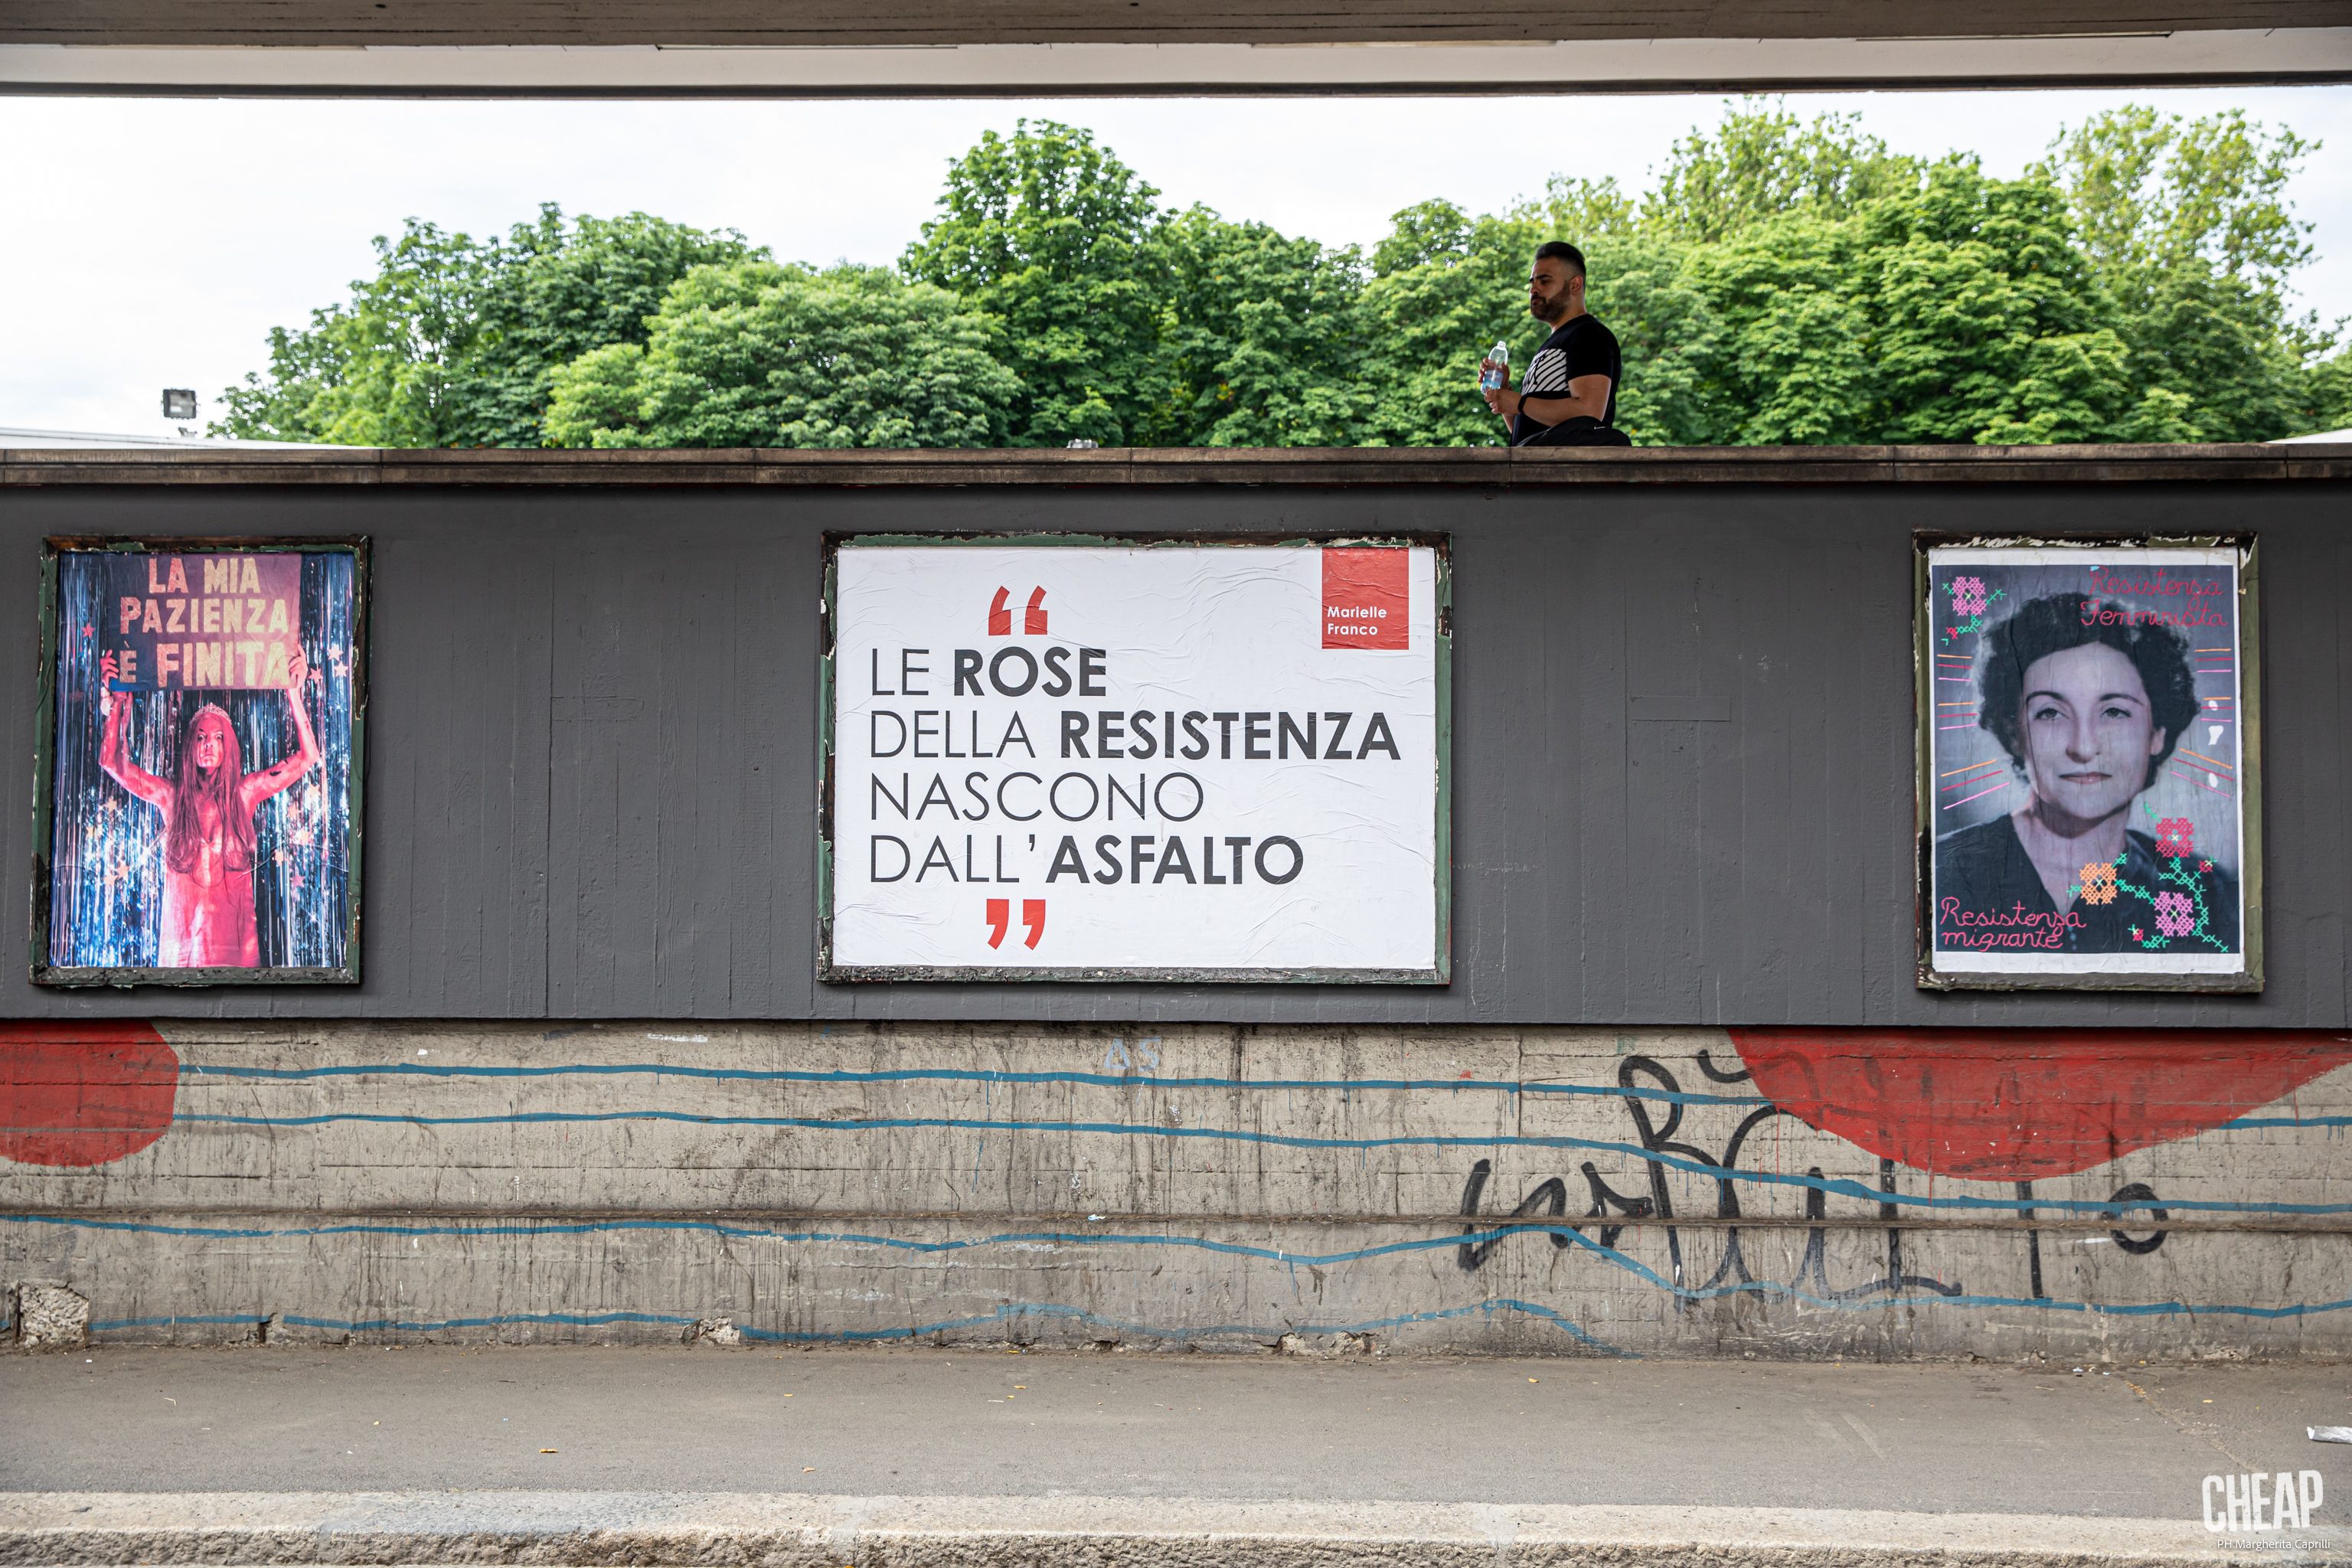 LA MIA
PAZIENZA
È FINITA
“
Marielle
Franco
LE ROSE
DELLA RESISTENZA
NASCONO
DALL’ASFALTO
”
Resistenza
Femminista
Resistenza
migrante
AS
CHEAP
PH Margherita Caprilli